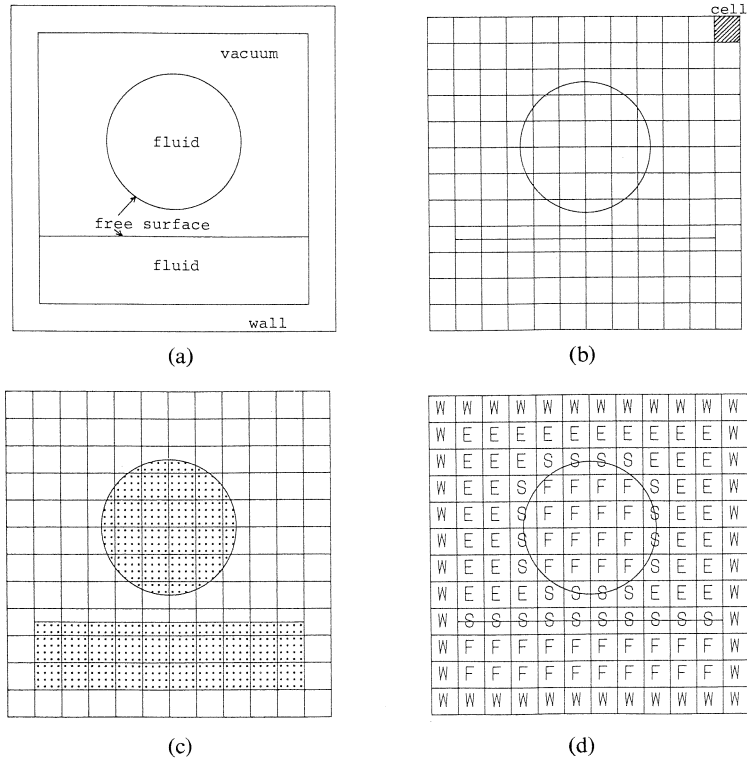 vacuum
fluid
free surface
fluid
wall
(a)
cell
(b)
(c)
W W W W W W W W W W W W
W E E E E E E E E E E W
W E E E S S S S E E E W
W E E S F F F F S E E W
W E E S F F F F S E E W
W E E S F F F F S E E W
W E E S F F F F S E E W
W E E E S S S S E E E W
W S S S S S S S S S S W
W F F F F F F F F F F W
W F F F F F F F F F F W
W W W W W W W W W W W W
(d)